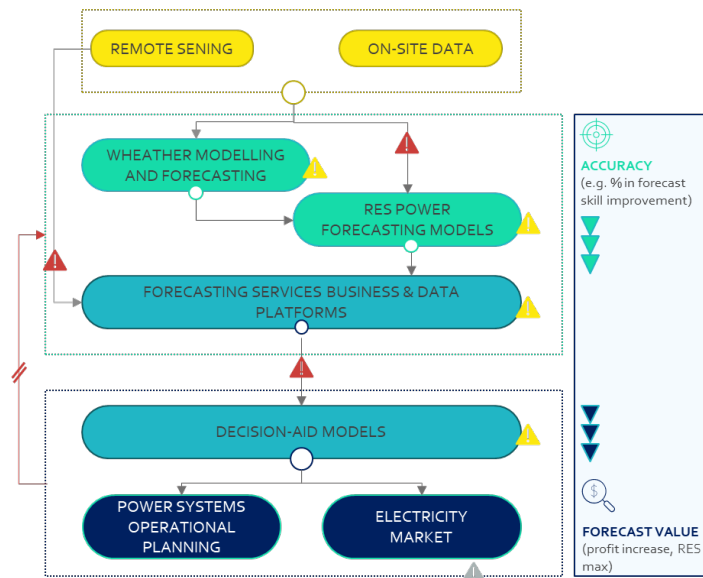 REMOTE SENING
ON-SITE DATA
WHEATHER MODELLING
AND FORECASTING
RES POWER
FORECASTING MODELS
FORECASTING SERVICES BUSINESS & DATA
PLATFORMS
DECISION-AID MODELS
POWER SYSTEMS
OPERATIONAL
PLANNING
ELECTRICITY
MARKET
ACCURACY
(e.g. % in forecast
skill improvement)
$
FORECAST VALUE
(profit increase, RES
max)